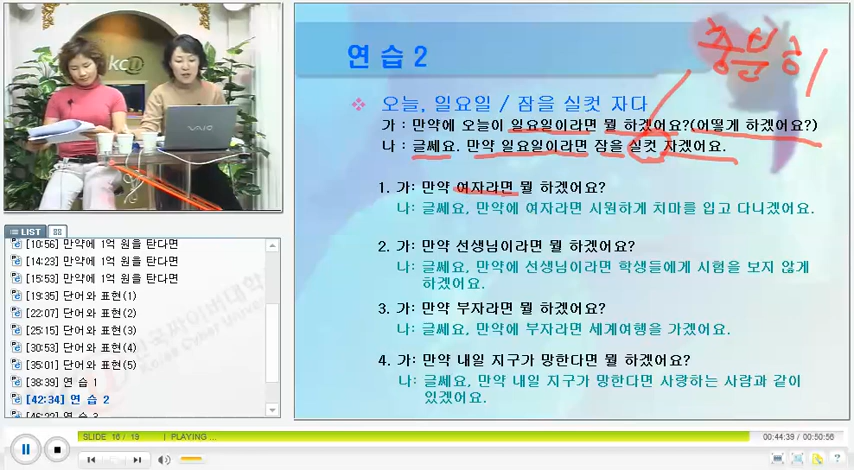 kcu
VAIO
LIST
[10:56] 만약에 1억 원을 탄다면
[14:23] 만약에 1억 원을 탄다면
[15:53] 만약에 1억 원을 탄다면
[19:35] 단어와 표현(1)
[22:07] 단어와 표현(2)
[25:15] 단어와 표현(3)
[30:53] 단어와 표현(4)
[35:01] 단어와 표현(5)
[38:39] 연 습 1
[42:34] 연 습 2
[46:22] 연 습 3
연 습 2
충분히
오늘, 일요일 / 잠을 실컷 자다
가 : 만약에 오늘이 일요일이라면 뭘 하겠어요?(어떻게 하겠어요?)
나 : 글쎄요. 만약 일요일이라면 잠을 실컷 자겠어요.
1. 가: 만약 여자라면 뭘 하겠어요?
나: 글쎄요, 만약에 여자라면 시원하게 치마를 입고 다니겠어요.
2. 가: 만약 선생님이라면 뭘 하겠어요?
나: 글쎄요, 만약에 선생님이라면 학생들에게 시험을 보지 않게
하겠어요.
3. 가: 만약 부자라면 뭘 하겠어요?
나: 글쎄요, 만약에 부자라면 세계여행을 가겠어요.
4. 가: 만약 내일 지구가 망한다면 뭘 하겠어요?
나: 글쎄요, 만약 내일 지구가 망한다면 사랑하는 사람과 같이
있겠어요.
SLIDE 16 / 19 | PLAYING ...
00:44:39 / 00:50:56